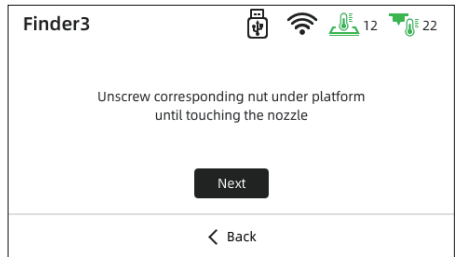 Finder3
12
22
Unscrew corresponding nut under platform
until touching the nozzle
Next
Back